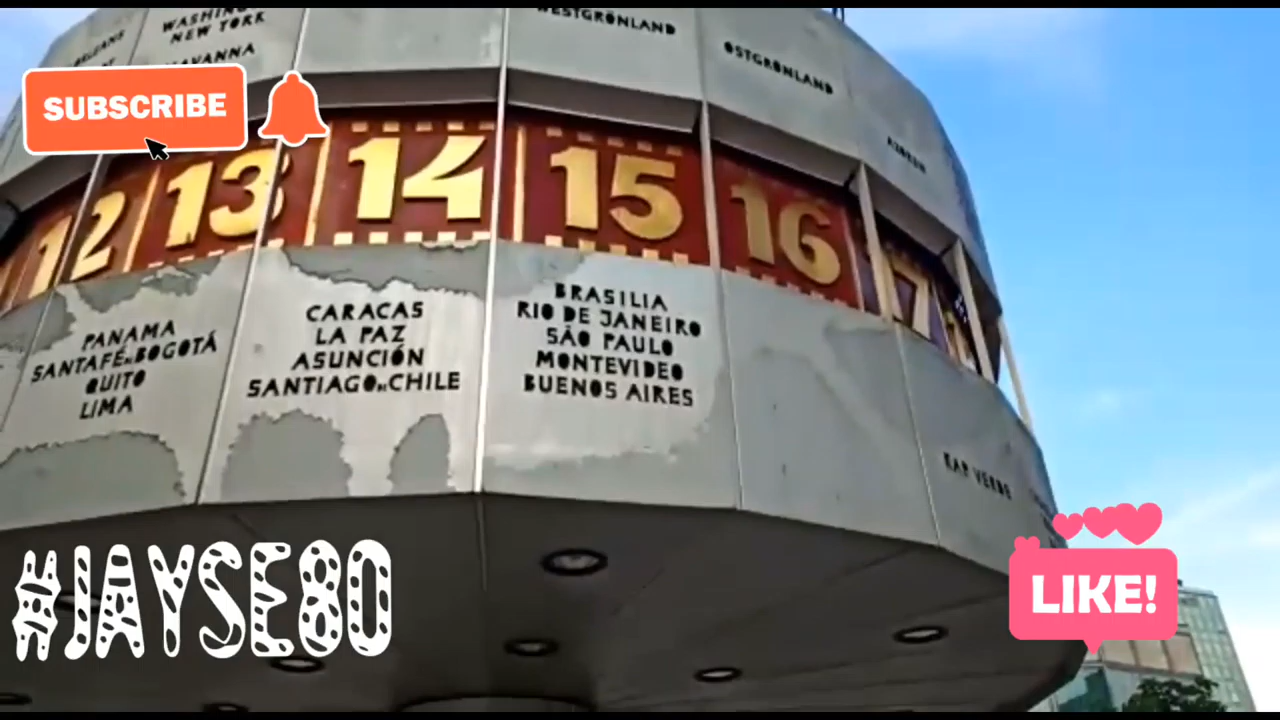 WASHINGTON
NEW YORK
HAVANNA
WESTGRÖNLAND
OSTGRÖNLAND
SUBSCRIBE
12
13
14
15
16
17
PANAMA
SANTAFÉ DE BOGOTÁ
QUITO
LIMA
CARACAS
LA PAZ
ASUNCIÓN
SANTIAGO DE CHILE
BRASILIA
RIO DE JANEIRO
SÃO PAULO
MONTEVIDEO
BUENOS AIRES
KAP VERDE
#JAYSE80
LIKE!